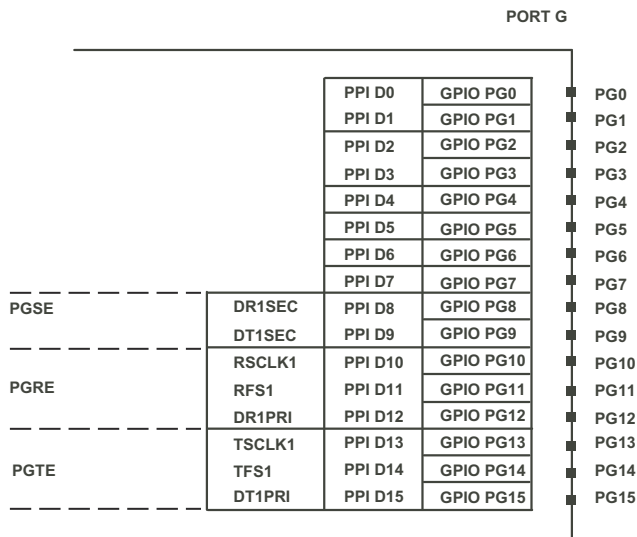 PORT G
PPI D0 GPIO PG0 PG0
PPI D1 GPIO PG1 PG1
PPI D2 GPIO PG2 PG2
PPI D3 GPIO PG3 PG3
PPI D4 GPIO PG4 PG4
PPI D5 GPIO PG5 PG5
PPI D6 GPIO PG6 PG6
PPI D7 GPIO PG7 PG7
PGSE DR1SEC PPI D8 GPIO PG8 PG8
DT1SEC PPI D9 GPIO PG9 PG9
RSCLK1 PPI D10 GPIO PG10 PG10
PGRE RFS1 PPI D11 GPIO PG11 PG11
DR1PRI PPI D12 GPIO PG12 PG12
TSCLK1 PPI D13 GPIO PG13 PG13
PGTE TFS1 PPI D14 GPIO PG14 PG14
DT1PRI PPI D15 GPIO PG15 PG15